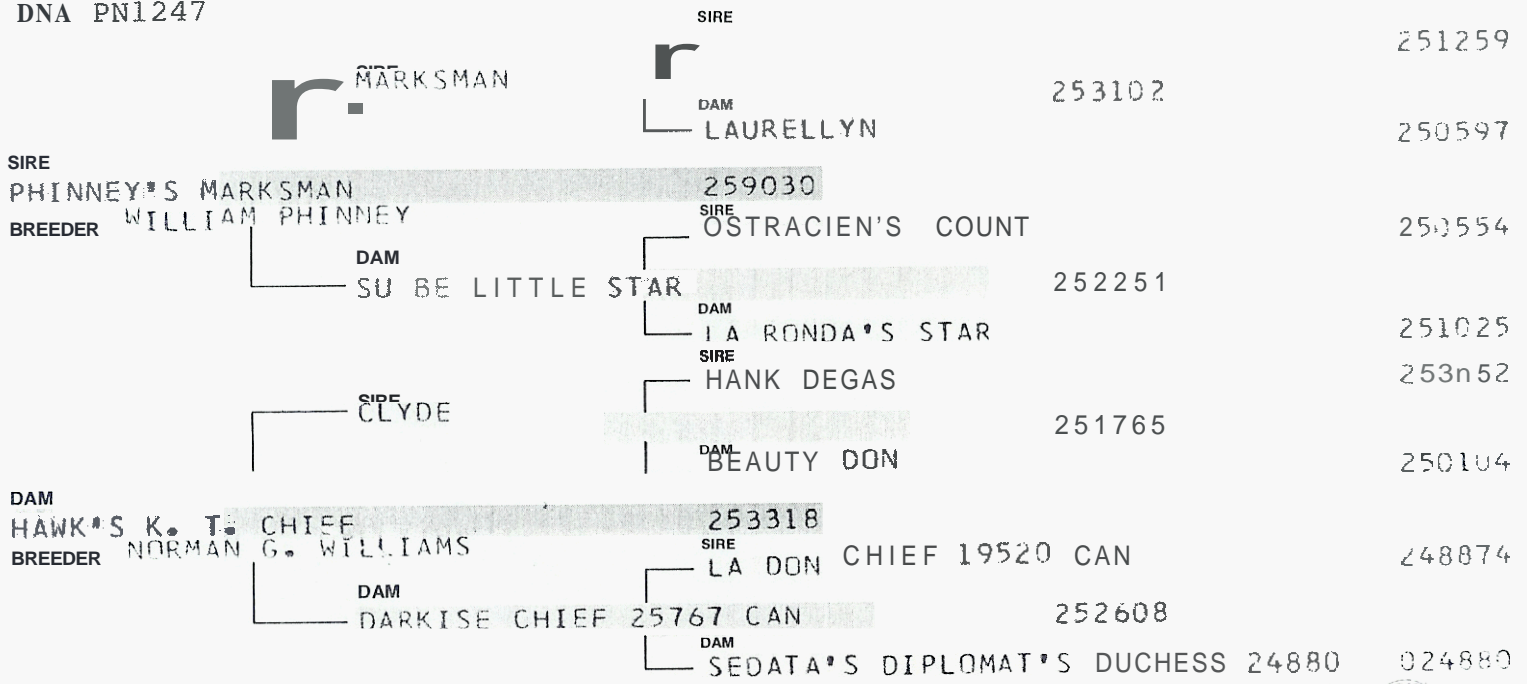 DNA PN1247
SIRE
251259
SIRE
MARKSMAN
253102
DAM
LAURELLYN
250597
SIRE
PHINNEY'S MARKSMAN 259030
BREEDER WILLIAM PHINNEY
SIRE
OSTRACIEN'S COUNT
DAM
SU BE LITTLE STAR
252251
DAM
RONDA'S STAR
251025
SIRE
HANK DEGAS
SIRE
CLYDE
251765
DAM
BEAUTY DON
DAM
HAWK'S K. T. CHIEF 253318
BREEDER NORMAN G. WILLIAMS
SIRE
LA DON CHIEF 19520 CAN 248874
DAM
DARKISE CHIEF 25767 CAN 252608
DAM
SEDATA'S DIPLOMAT'S DUCHESS 24880 024880